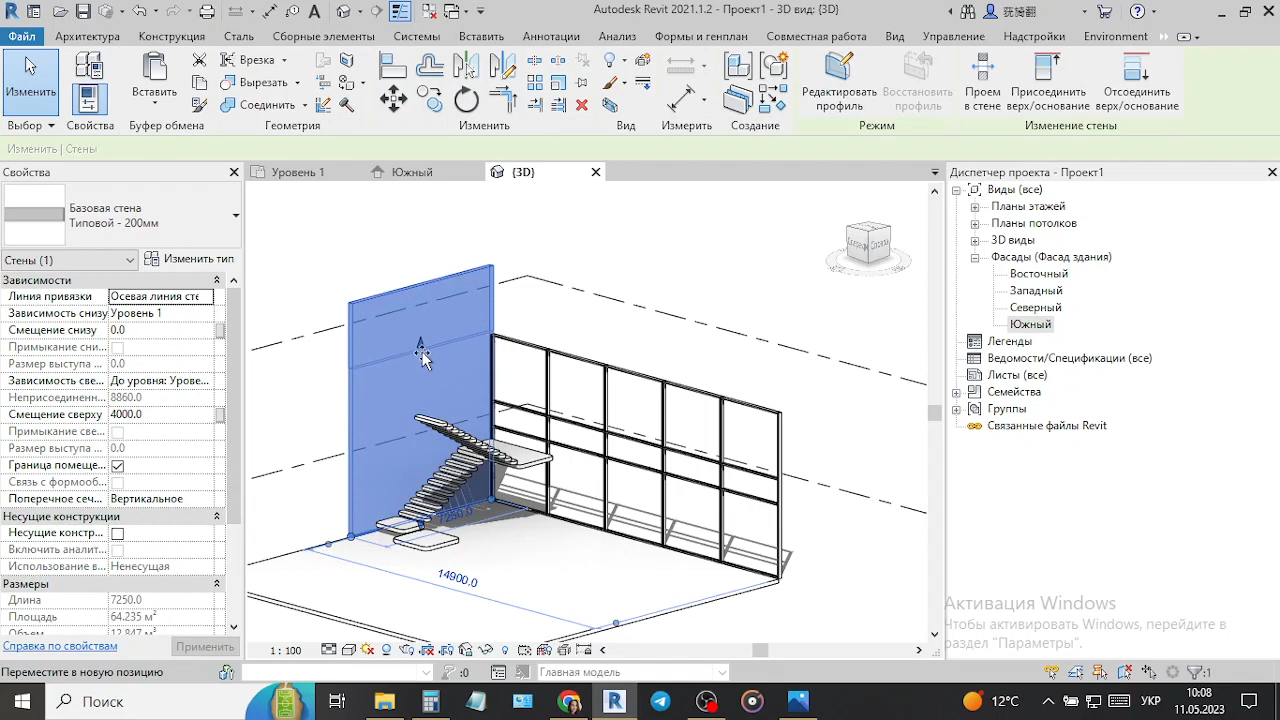 Autodesk Revit 2021.1.2 - Проект1 - 3D вид: {3D}
Файл Архитектура Конструкция Сталь Сборные элементы Системы Вставить Аннотации Анализ Формы и генплан Совместная работа Вид Управление Надстройки Environment
Врезка
Вырезать
Соединить
Изменить
Вставить
Редактировать профиль
Восстановить профиль
Проем в стене
Присоединить верх/основание
Отсоединить верх/основание
Выбор Свойства Буфер обмена Геометрия Изменить Вид Измерить Создание Режим Изменение стены
Изменить | Стены
Свойства
Базовая стена
Типовой - 200мм
Стены (1) Изменить тип
Зависимости
Линия привязки Осевая линия сте
Зависимость снизу Уровень 1
Смещение снизу 0.0
Примыкание сни...
Размер выступа ... 0.0
Зависимость све... До уровня: Урове...
Неприсоединенн... 8860.0
Смещение сверху 4000.0
Примыкание све...
Размер выступа ... 0.0
Граница помеще...
Связь с формооб...
Поперечное сеч... Вертикальное
Несущие конструкции
Несущие констр...
Включить аналит...
Использование в... Ненесущая
Размеры
Длина 7250.0
Площадь 64.235 м²
Объем 12.847 м³
Справка по свойствам Применить
Уровень 1 Южный {3D}
7250.0
14900.0
: 100
Диспетчер проекта - Проект1
Виды (все)
Планы этажей
Планы потолков
3D виды
Фасады (Фасад здания)
Восточный
Западный
Северный
Южный
Легенды
Ведомости/Спецификации (все)
Листы (все)
Семейства
Группы
Связанные файлы Revit
Активация Windows
Чтобы активировать Windows, перейдите в
раздел "Параметры".
Переместите в новую позицию :0 Главная модель :1
Поиск 12°C УКР 10:08
11.05.2023